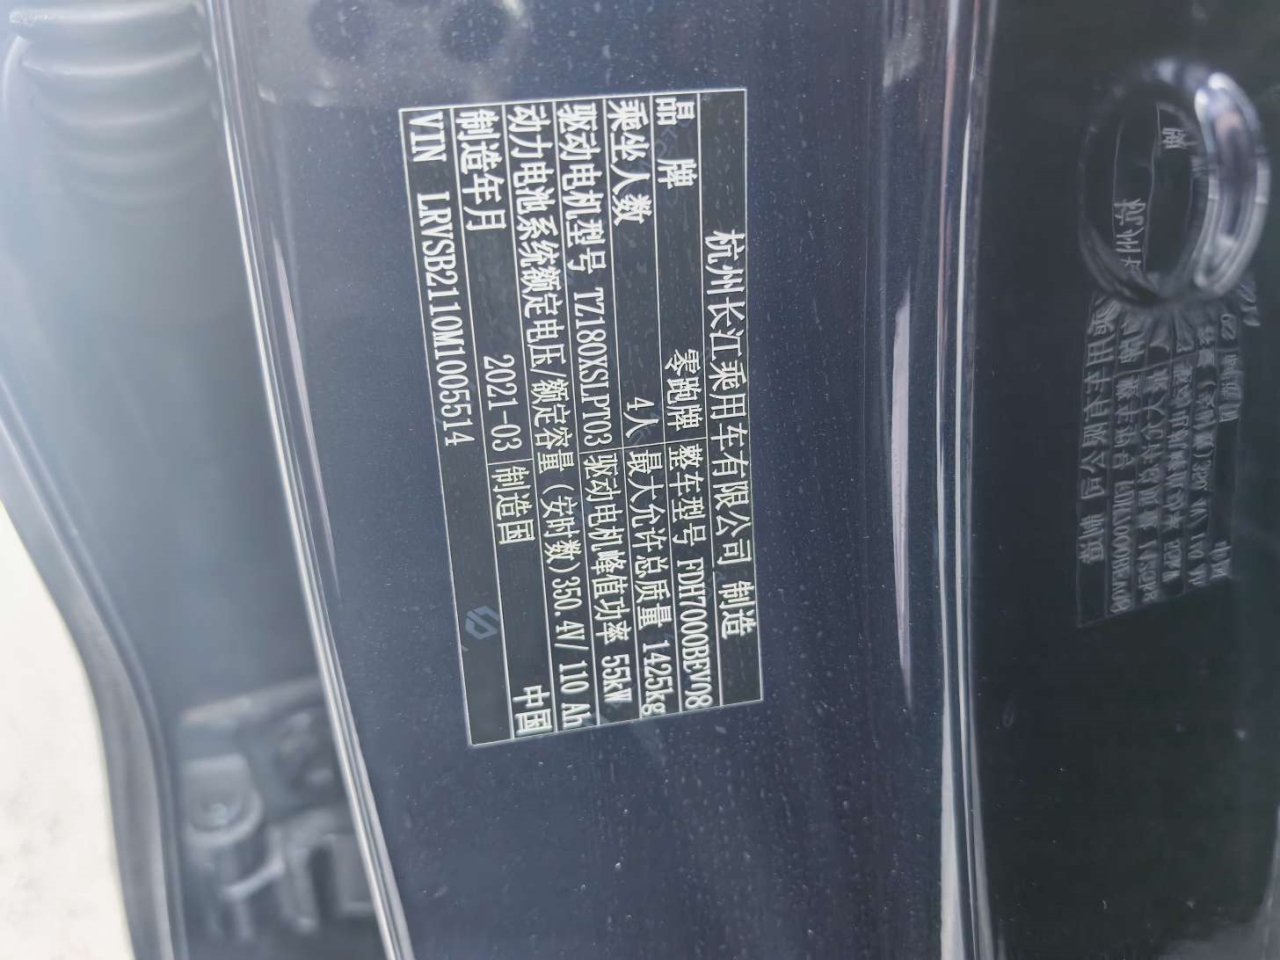 杭州长江乘用车有限公司 制造
品牌 零跑牌 整车型号 FDH7000BEV08
乘坐人数 4人 最大允许总质量 1425kg
驱动电机型号 TZ180XSLPT03 驱动电机峰值功率 55kW
动力电池系统额定电压/额定容量(安时数)350.4V/110 Ah
制造年月 2021-03 制造国 中国
VIN LRVSB2110M1005514